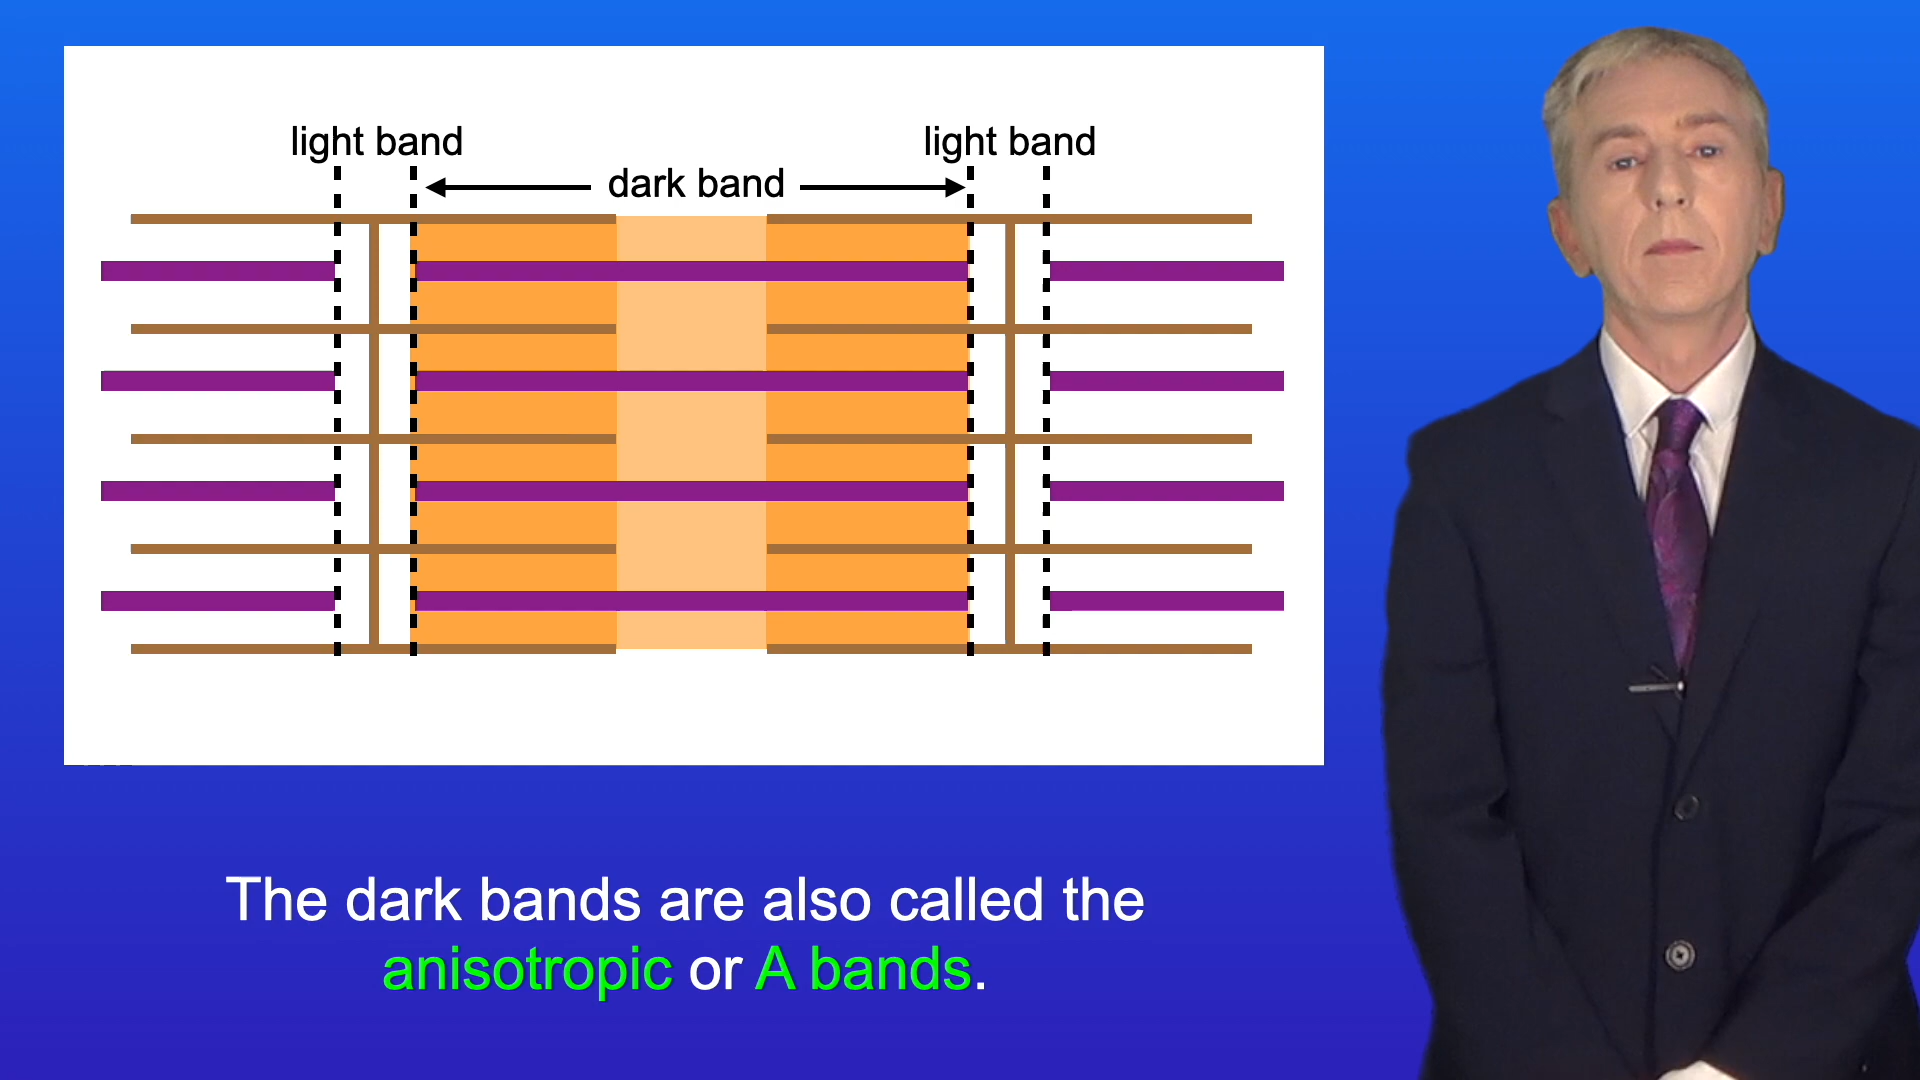 light band
light band
dark band
The dark bands are also called the
anisotropic or A bands.